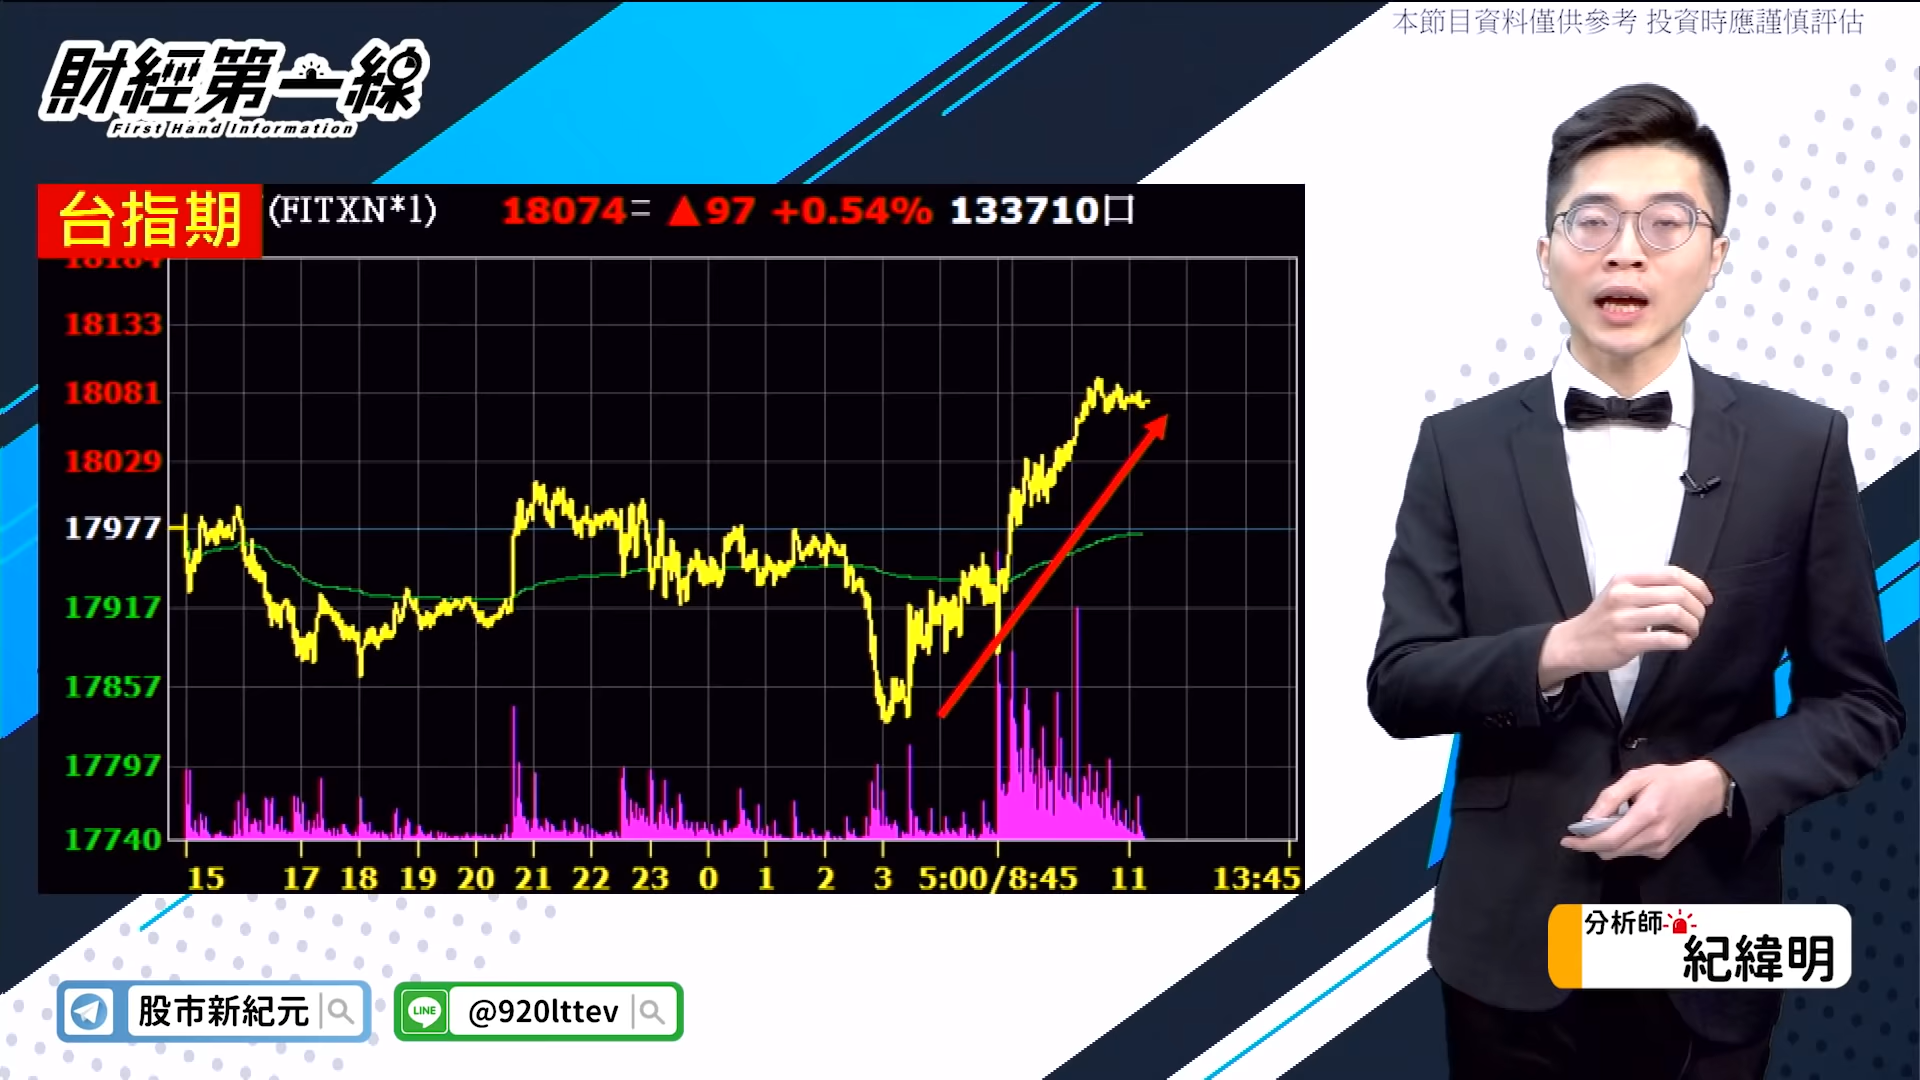 本節目資料僅供參考 投資時應謹慎評估
財經第一線
First Hand Information
台指期 (FITXN*1) 18074= ▲97 +0.54% 133710口
18133
18081
18029
17977
17917
17857
17797
17740
15 17 18 19 20 21 22 23 0 1 2 3 5:00/8:45 11 13:45
分析師
紀緯明
股市新紀元
LINE @920lttev